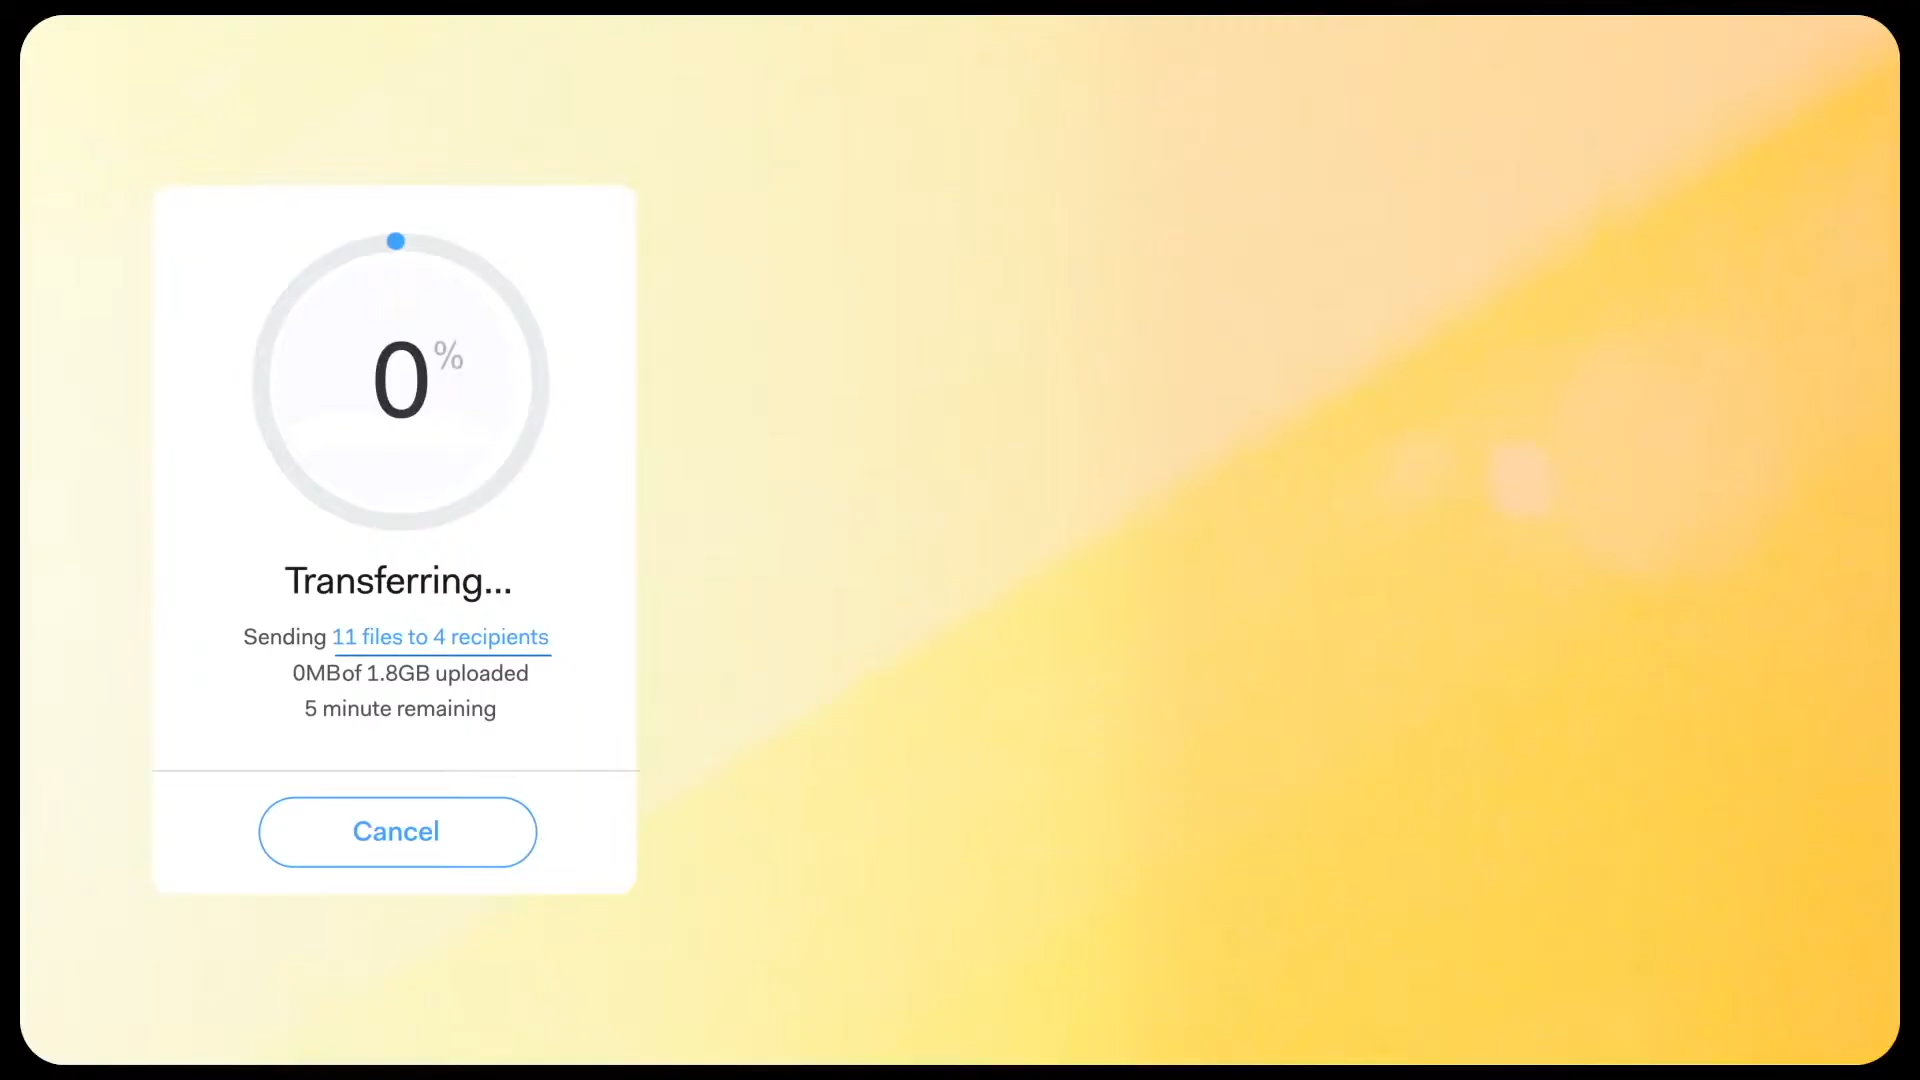 0%
Transferring...
Sending 11 files to 4 recipients
0MBof 1.8GB uploaded
5 minute remaining
Cancel